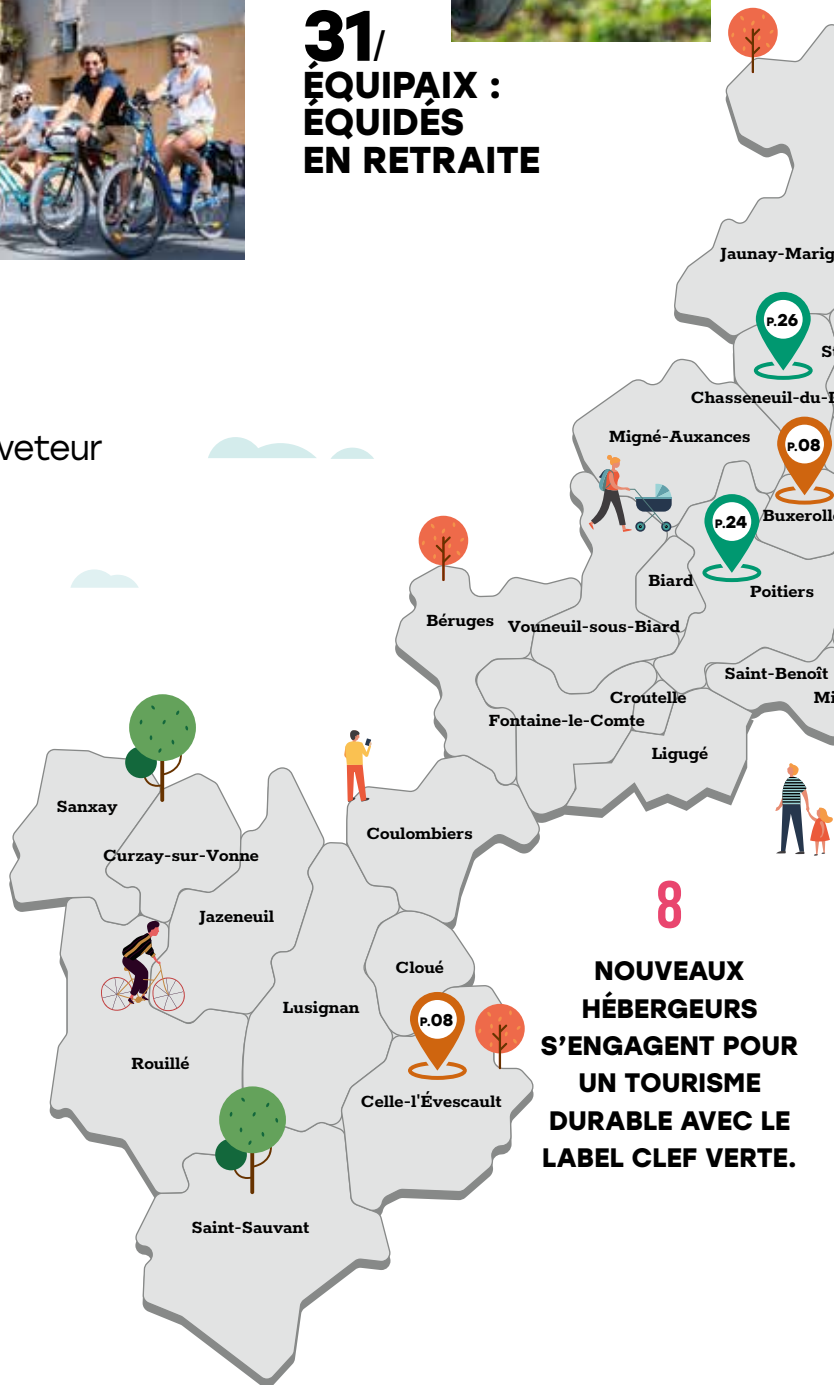 31/
ÉQUIPAIX :
ÉQUIDÉS
EN RETRAITE
veteur
Jaunay-Marig
P.26
St
Chasseneuil-du-P
Migné-Auxances
P.08
P.24
Buxeroll
Biard
Poitiers
Béruges
Vouneuil-sous-Biard
Saint-Benoît
Croutelle
Mi
Fontaine-le-Comte
Ligugé
Sanxay
Coulombiers
Curzay-sur-Vonne
Jazeneuil
Cloué
Lusignan
P.08
Rouillé
Celle-l'Évescault
Saint-Sauvant
8
NOUVEAUX
HÉBERGEURS
S’ENGAGENT POUR
UN TOURISME
DURABLE AVEC LE
LABEL CLEF VERTE.